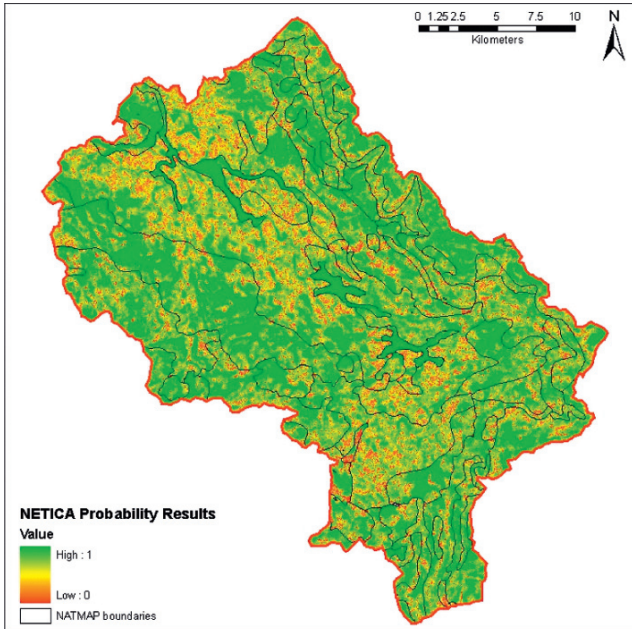 0 1.25 2.5 5 7.5 10
Kilometers
N
NETICA Probability Results
Value
High : 1
Low : 0
NATMAP boundaries